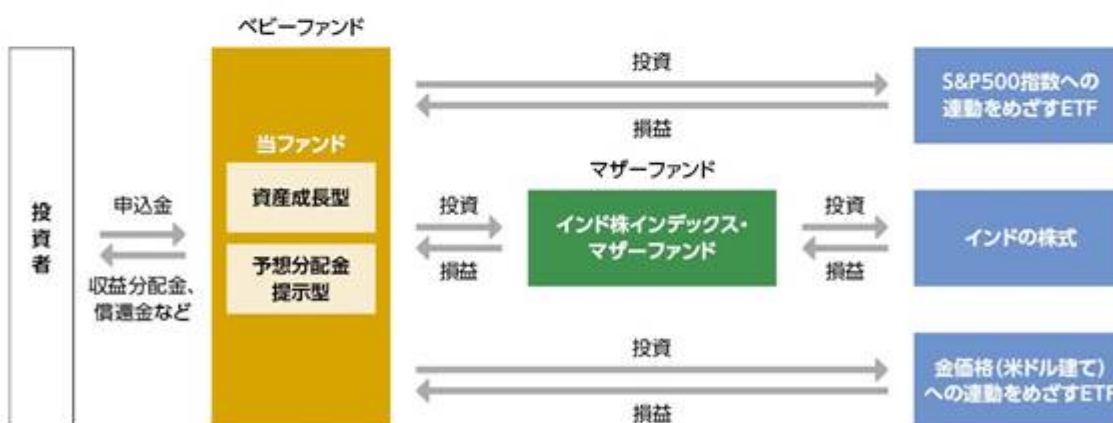 ベビーファンド
投資
S&P500指数への
連動をめざすETF
損益
当ファンド
資産成長型
予想分配金
提示型
投資者
申込金
収益分配金、
償還金など
投資
損益
マザーファンド
インド株インデックス・
マザーファンド
投資
損益
インドの株式
投資
金価格(米ドル建て)
への連動をめざすETF
損益